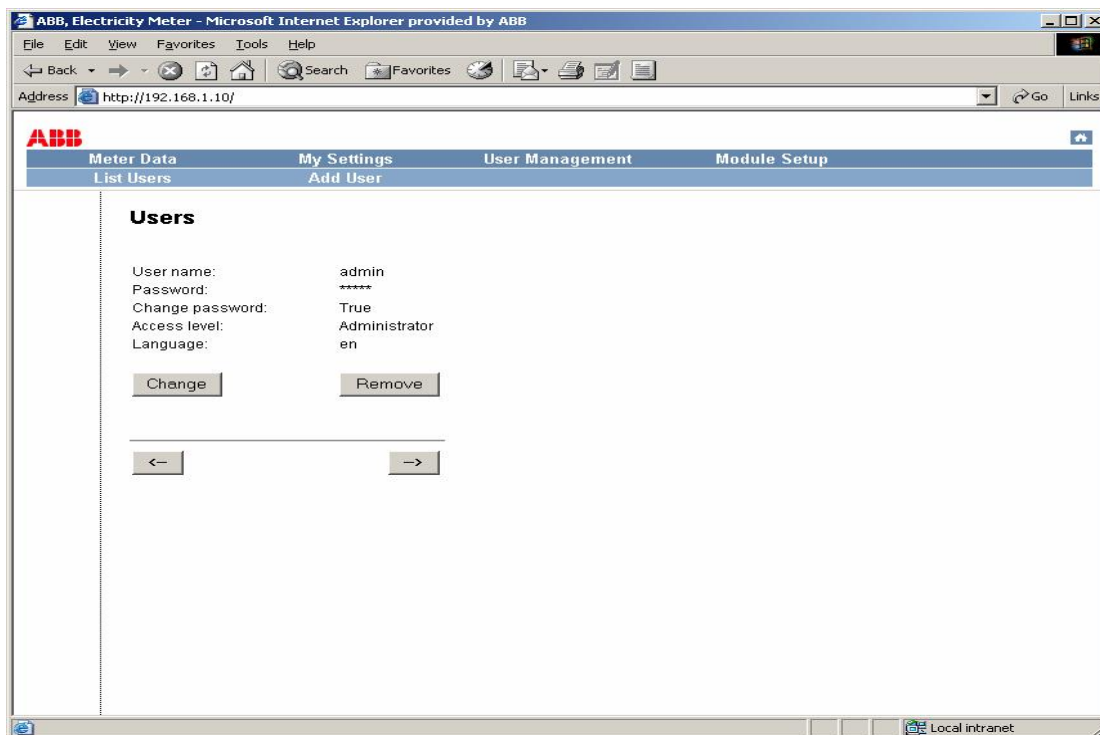 ABB, Electricity Meter - Microsoft Internet Explorer provided by ABB
File Edit View Favorites Tools Help
Back Search Favorites
Address http://192.168.1.10/ Go Links
ABB
Meter Data My Settings User Management Module Setup
List Users Add User
Users
User name: admin
Password: *****
Change password: True
Access level: Administrator
Language: en
Change Remove
<-- -->
Local intranet